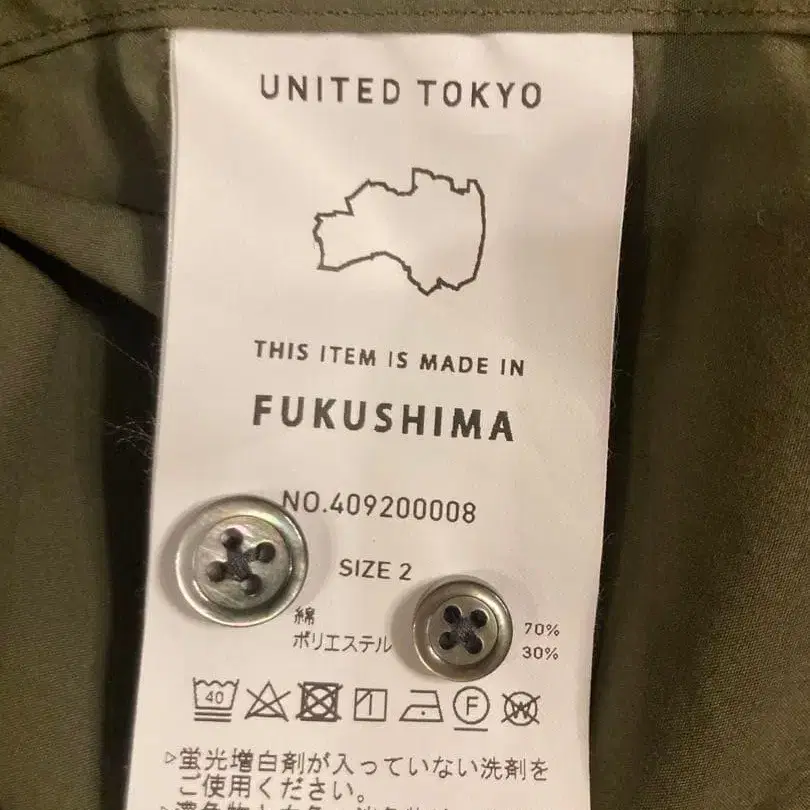 UNITED TOKYO
THIS ITEM IS MADE IN
FUKUSHIMA
NO.409200008
SIZE 2
綿 70%
ポリエステル 30%
40
F
W
▷蛍光増白剤が入っていない洗剤を
ご使用ください。